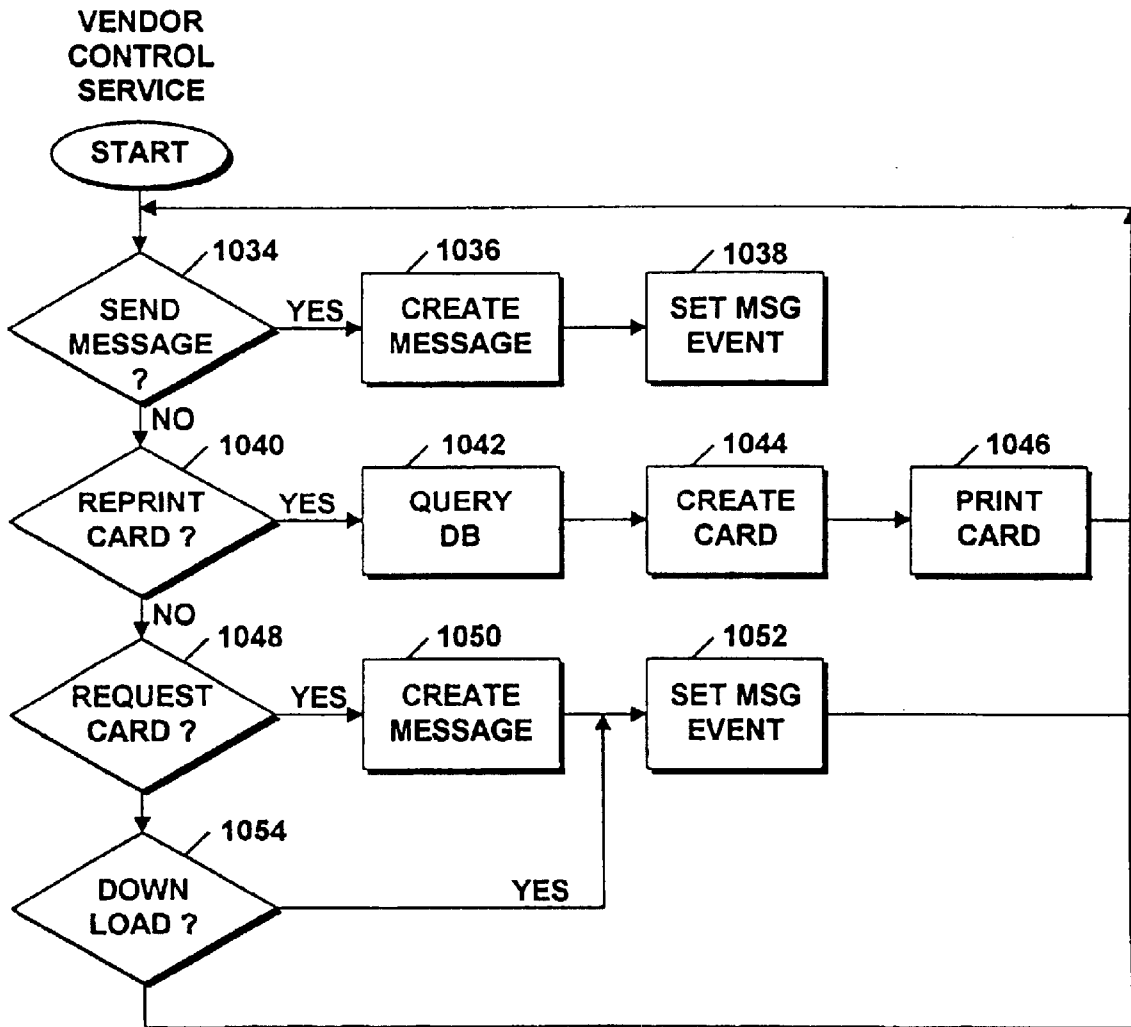 VENDOR
CONTROL
SERVICE
START
1034
SEND
MESSAGE
?
YES
1036
CREATE
MESSAGE
1038
SET MSG
EVENT
NO
1040
REPRINT
CARD ?
YES
1042
QUERY
DB
1044
CREATE
CARD
1046
PRINT
CARD
NO
1048
REQUEST
CARD ?
YES
1050
CREATE
MESSAGE
1052
SET MSG
EVENT
1054
DOWN
LOAD ?
YES